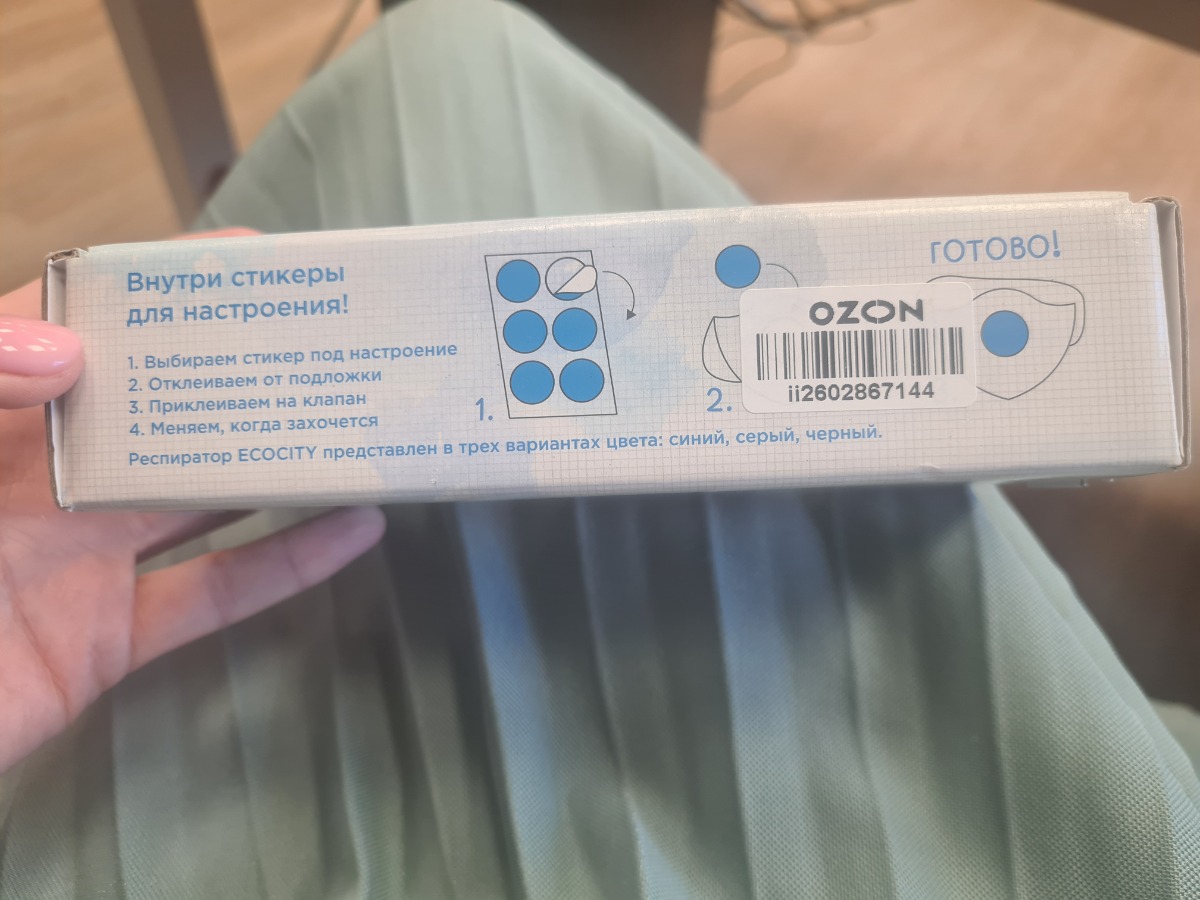 Внутри стикеры
для настроения!
1. Выбираем стикер под настроение
2. Отклеиваем от подложки
3. Приклеиваем на клапан
4. Меняем, когда захочется
Респиратор ECOCITY представлен в трех вариантах цвета: синий, серый, черный.
1.
2.
ГОТОВО!
OZON
ii2602867144